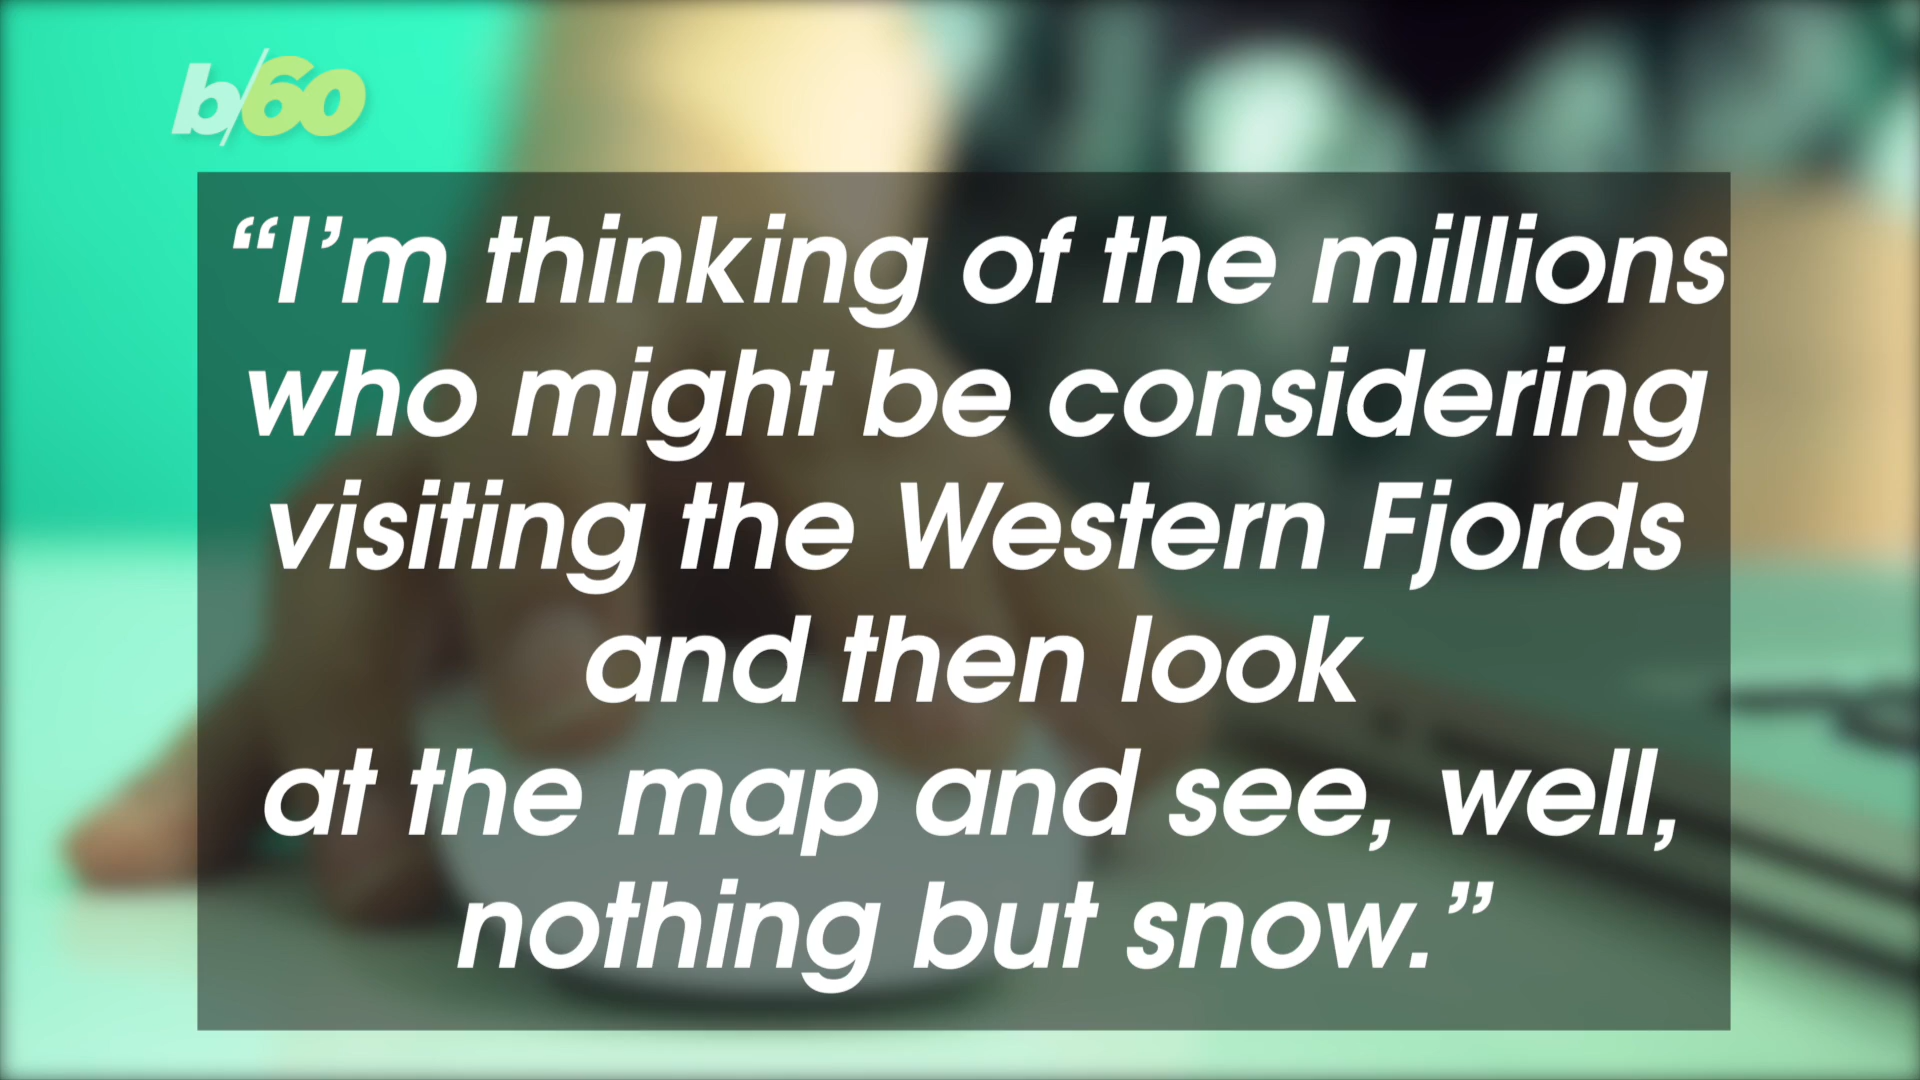 b/60
“I’m thinking of the millions
who might be considering
visiting the Western Fjords
and then look
at the map and see, well,
nothing but snow.”